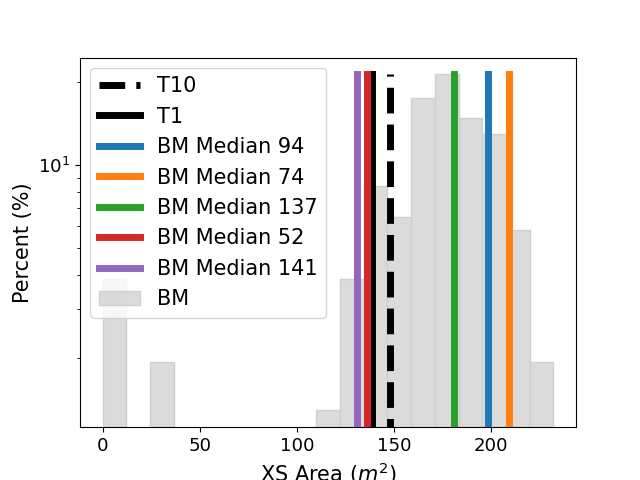 T10
T1
BM Median 94
BM Median 74
BM Median 137
BM Median 52
BM Median 141
BM
10¹
Percent (%)
0 50 100 150 200
XS Area (m²)